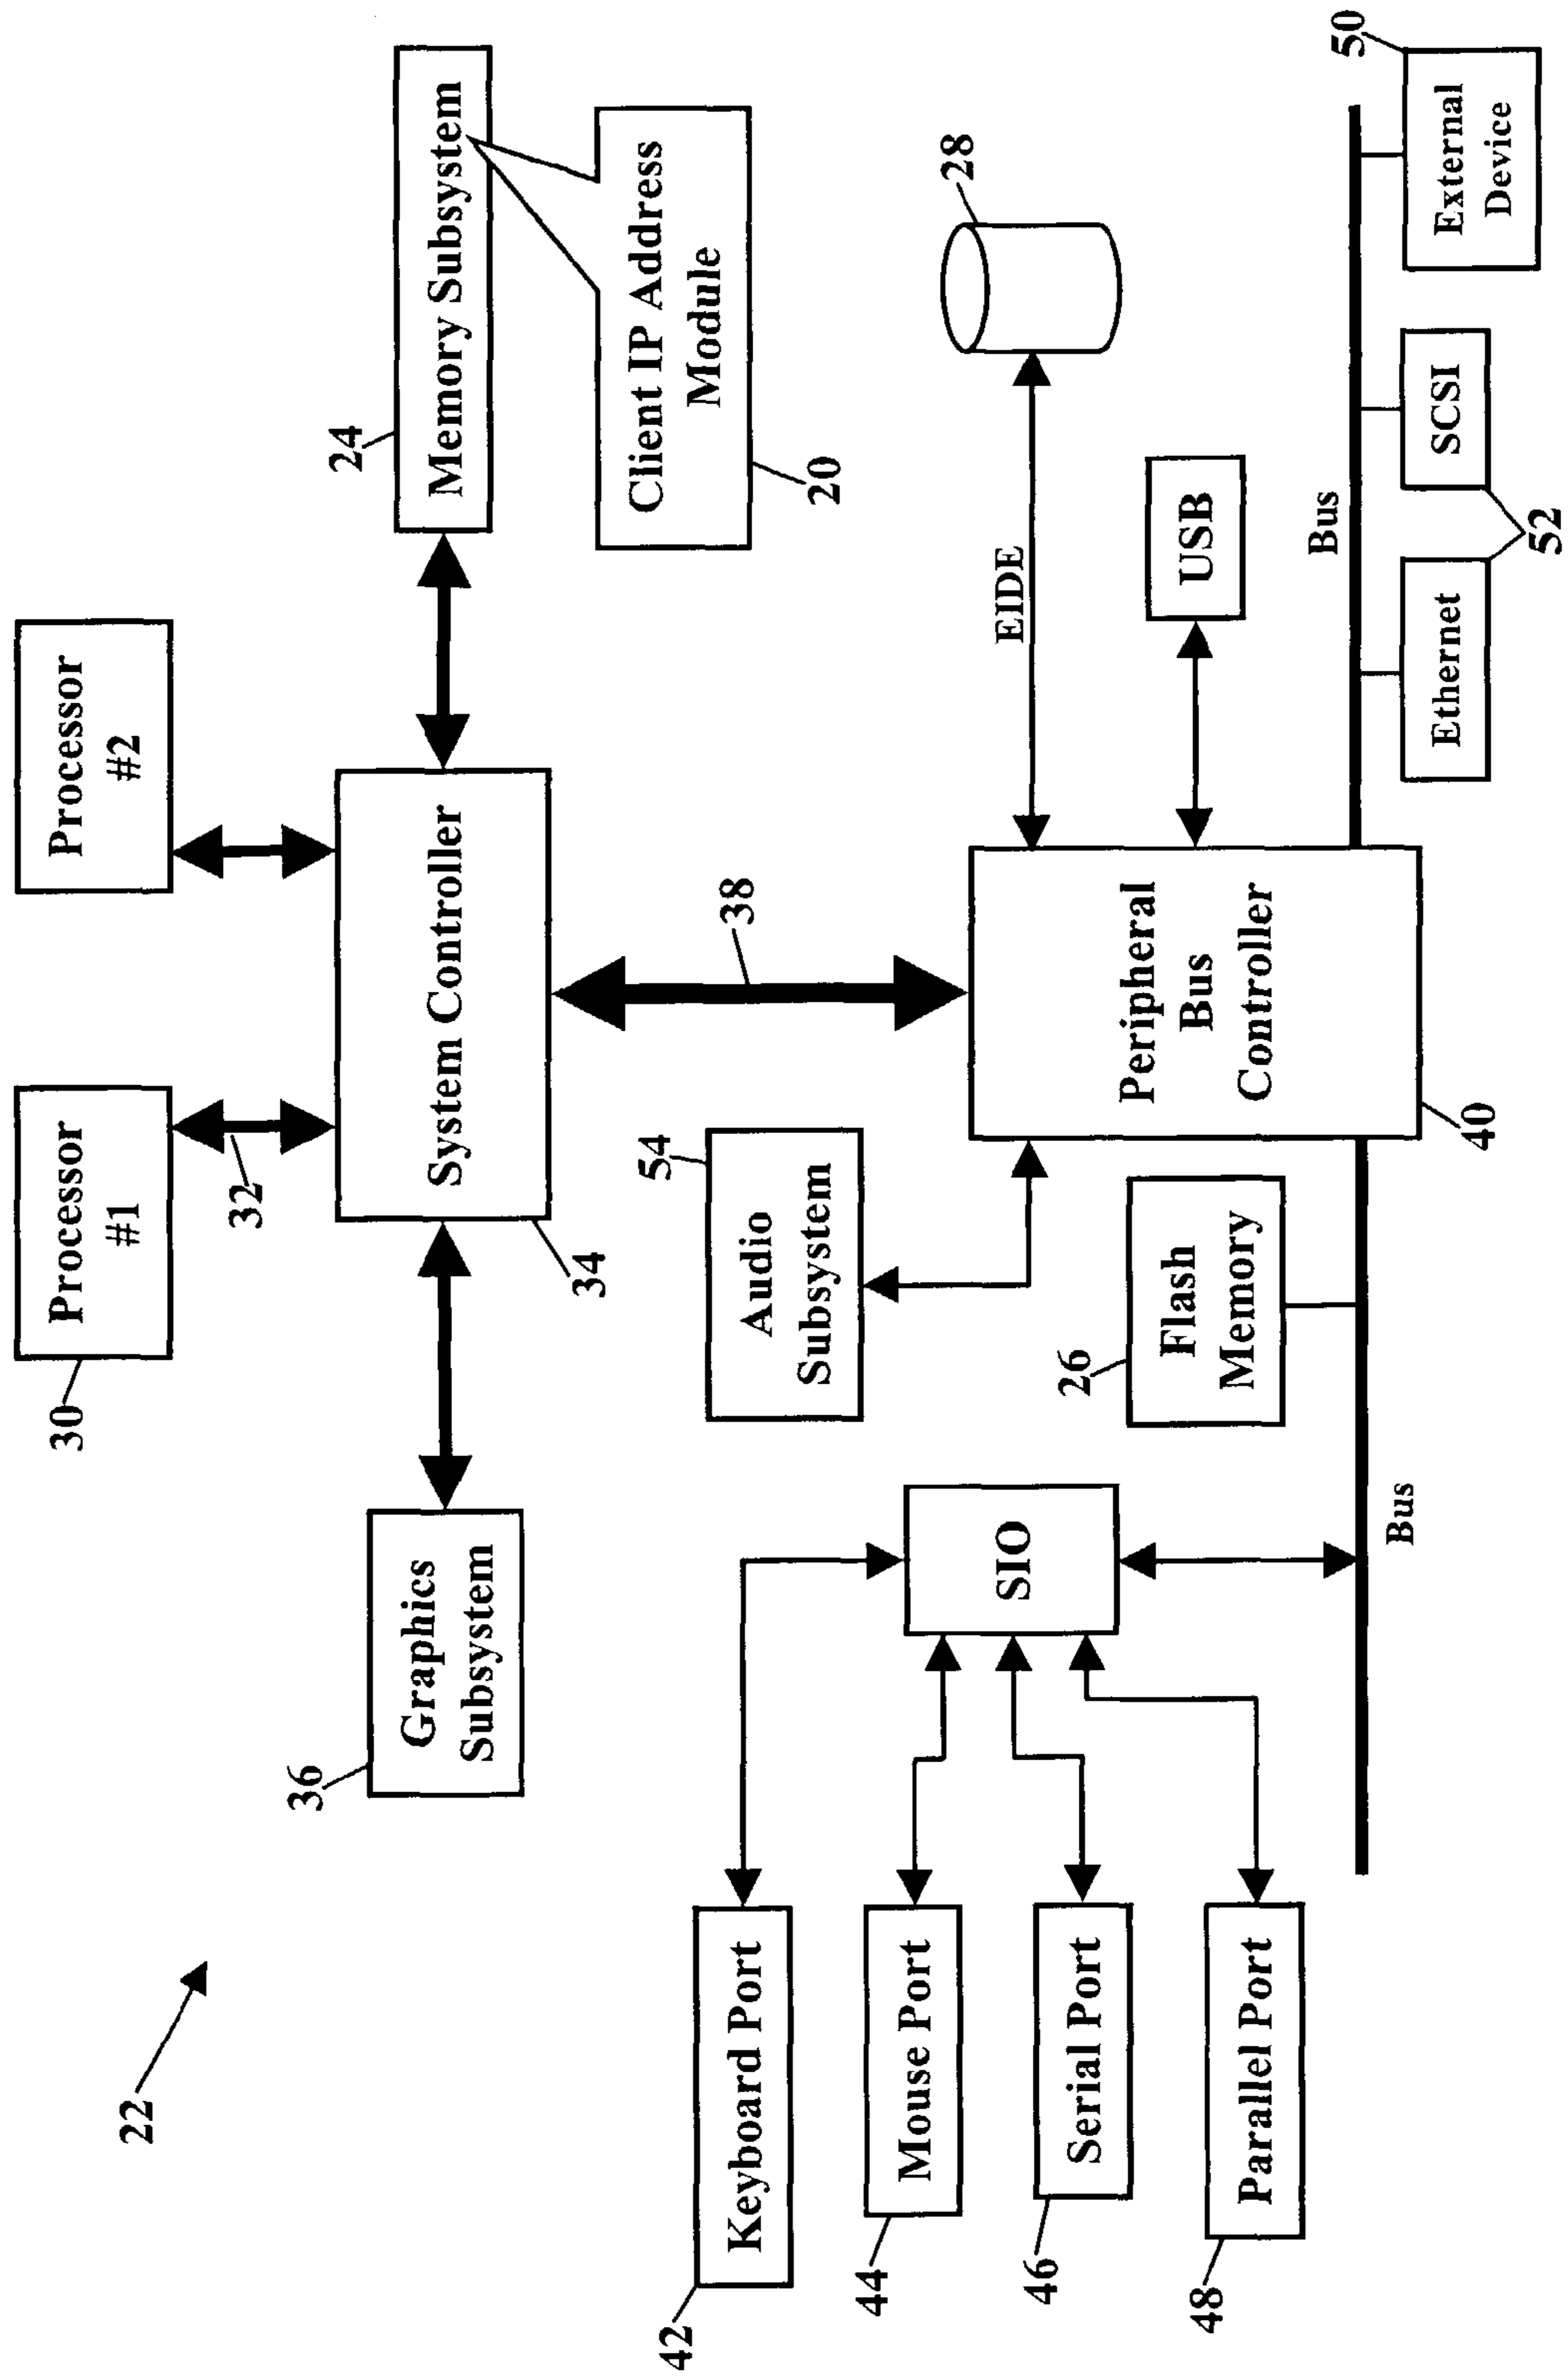 22
Processor
#1
30
32
Processor
#2
Graphics
Subsystem
36
System Controller
34
24
Memory Subsystem
Client IP Address
Module
20
38
Keyboard Port
42
Mouse Port
44
Serial Port
46
Parallel Port
48
SIO
54
Audio
Subsystem
26
Flash
Memory
Bus
Peripheral
Bus
Controller
40
EIDE
28
USB
Bus
Ethernet
SCSI
52
External
Device
50